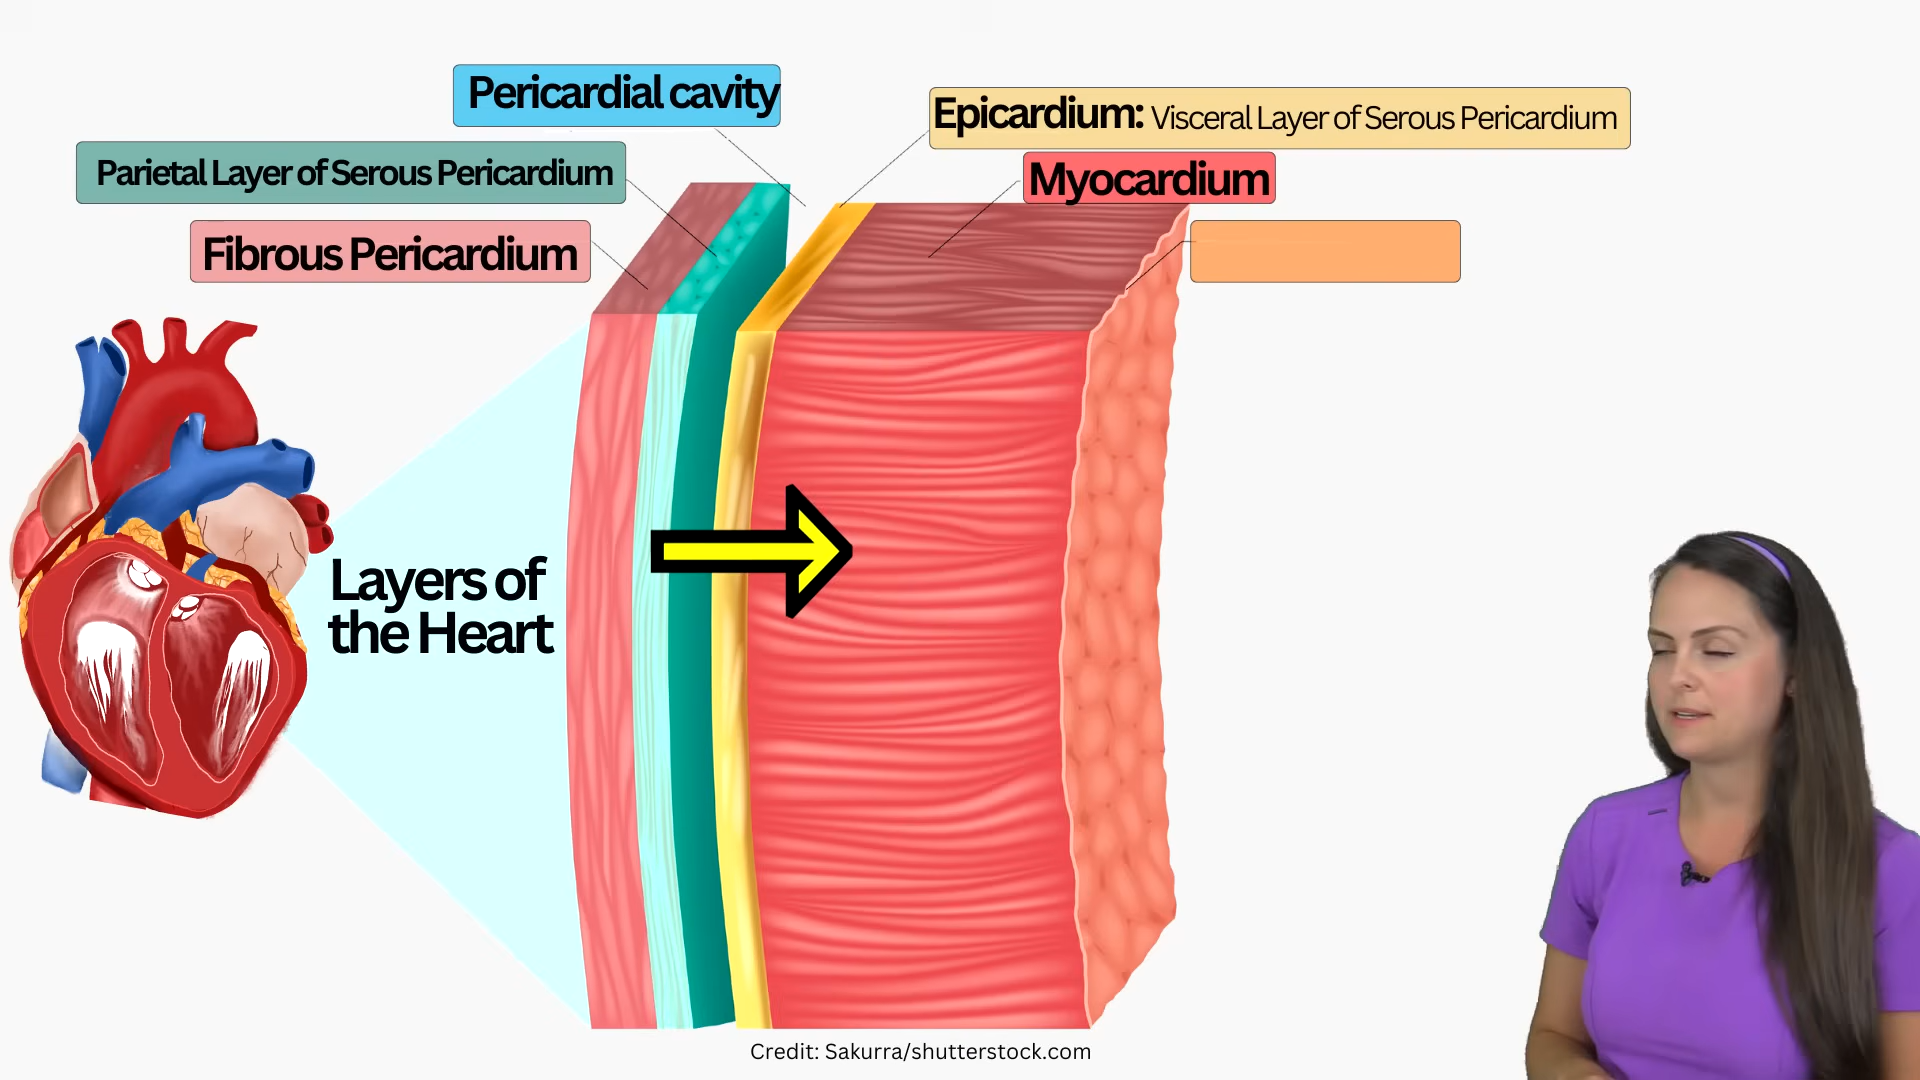 Pericardial cavity
Epicardium: Visceral Layer of Serous Pericardium
Parietal Layer of Serous Pericardium
Myocardium
Fibrous Pericardium
Layers of
the Heart
Credit: Sakurra/shutterstock.com